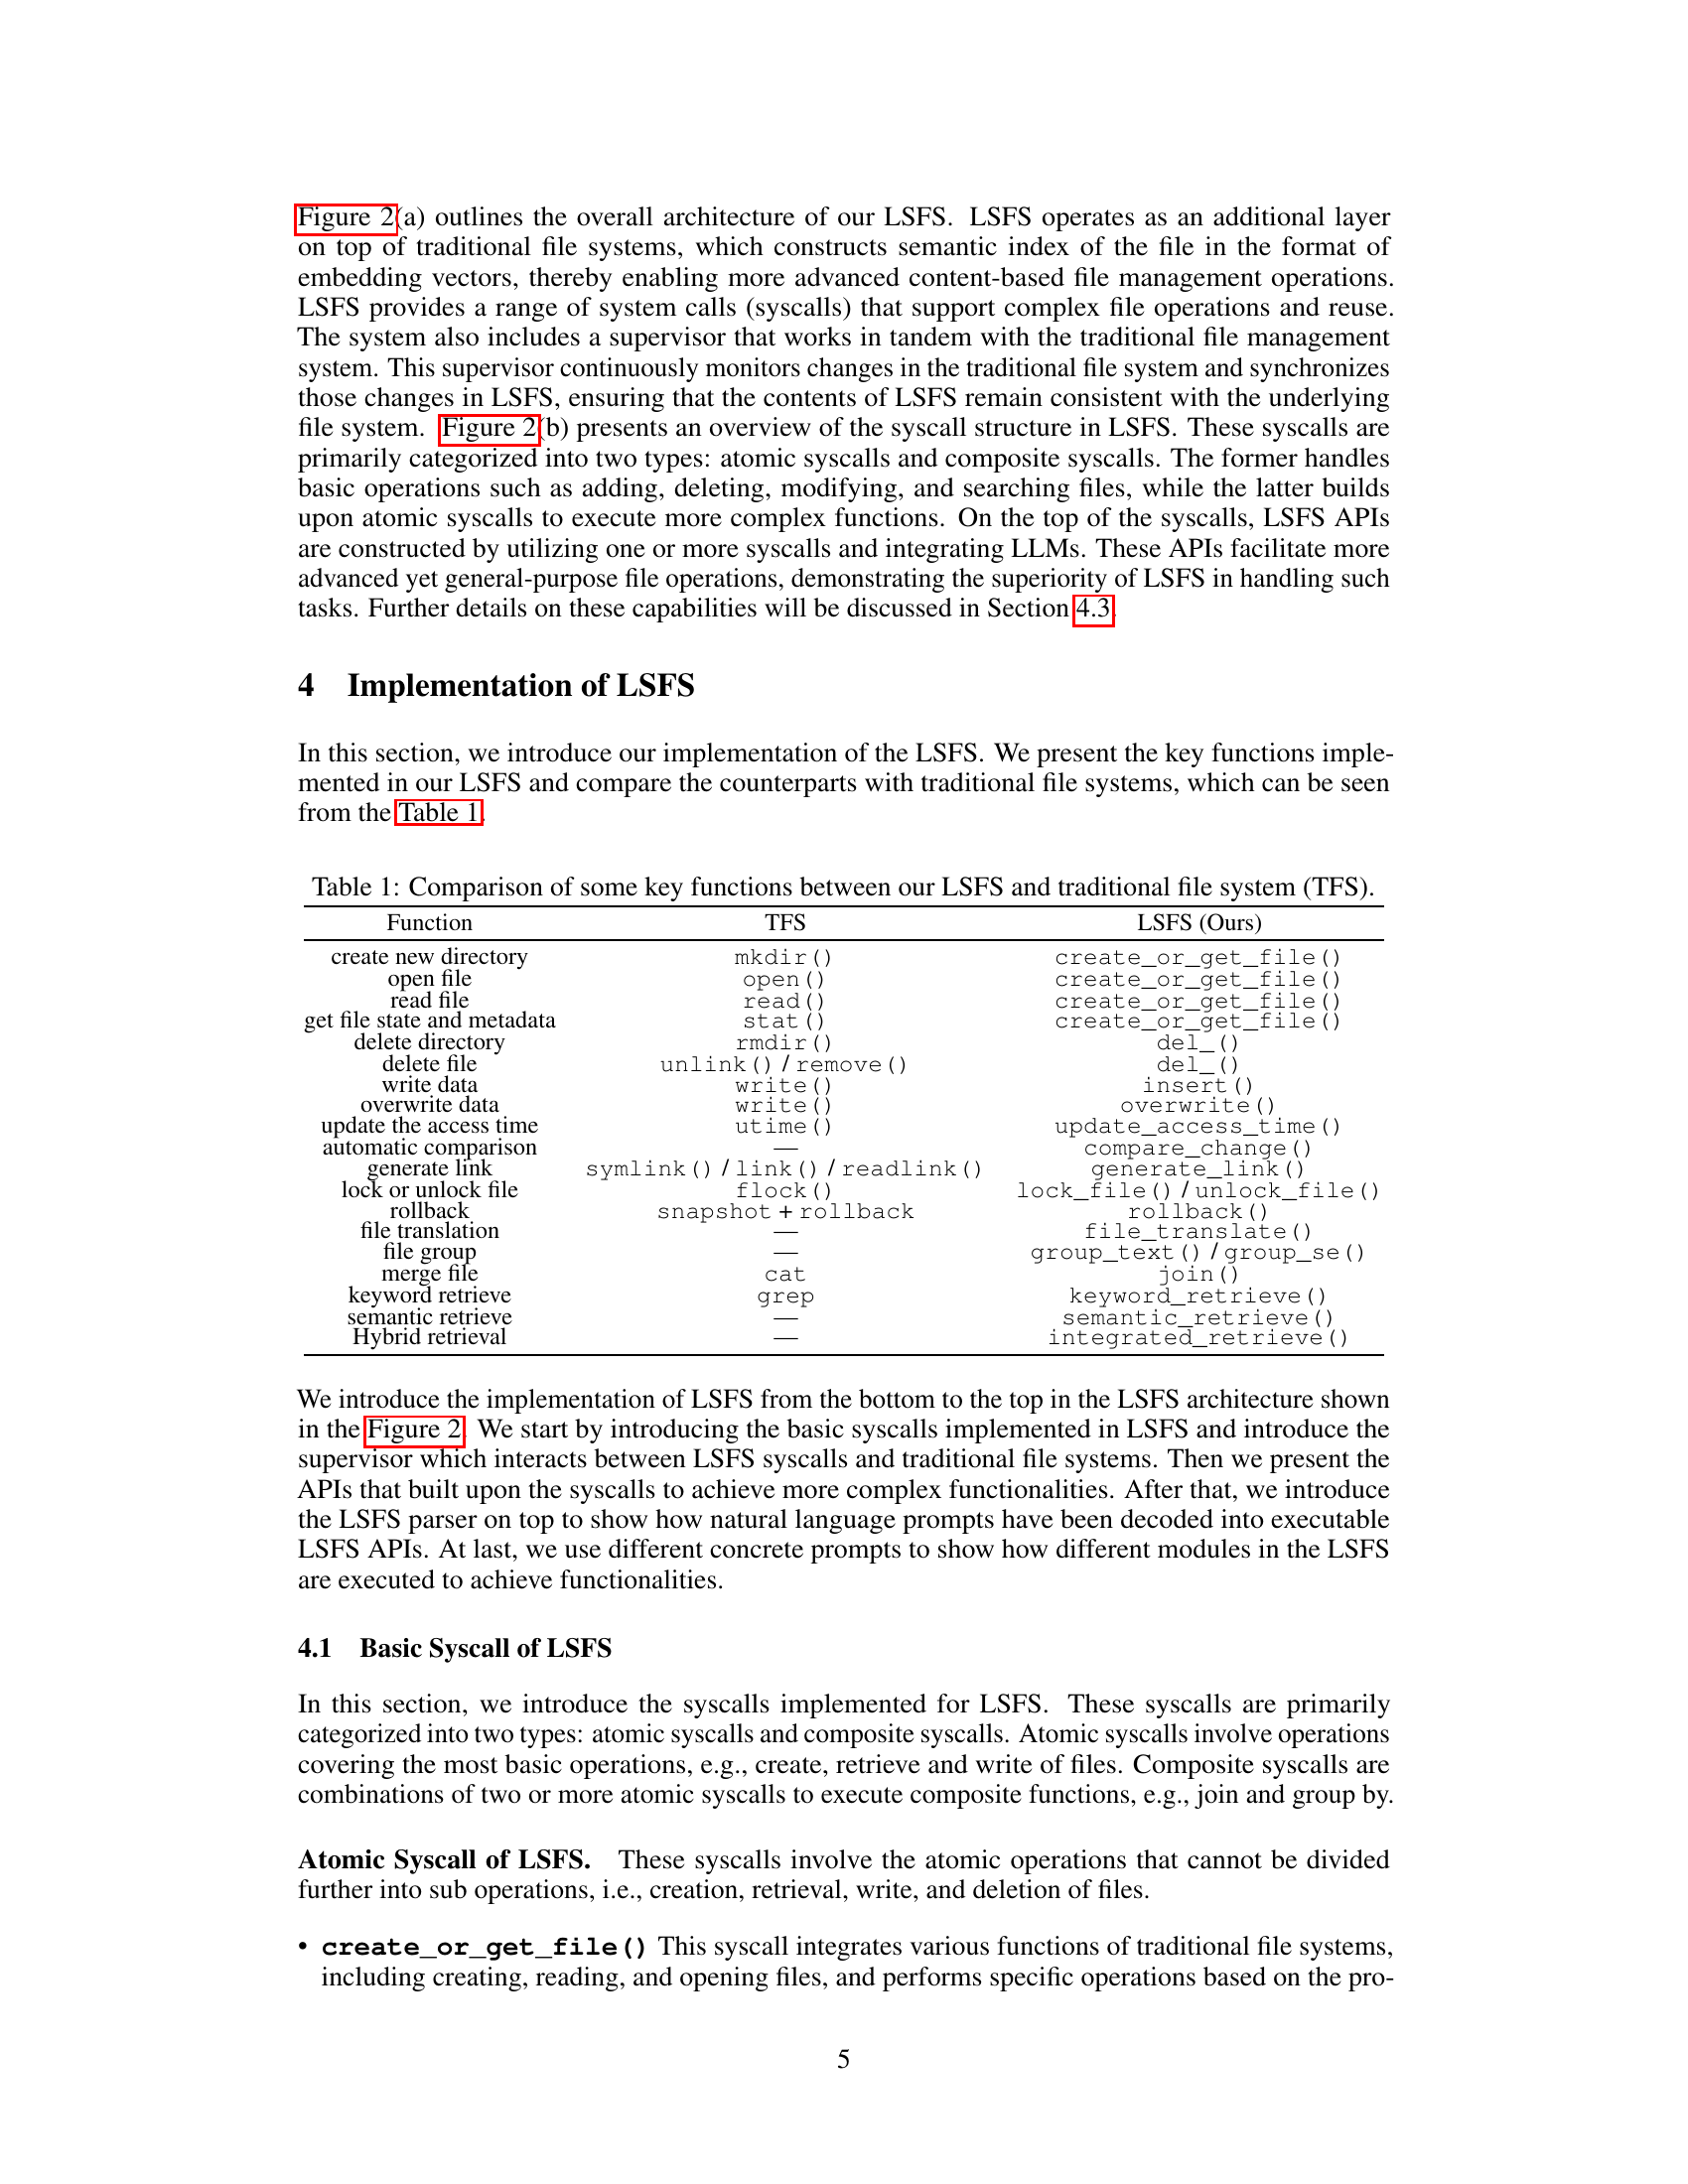 Figure 2(a) outlines the overall architecture of our LSFS. LSFS operates as an additional layer
on top of traditional file systems, which constructs semantic index of the file in the format of
embedding vectors, thereby enabling more advanced content-based file management operations.
LSFS provides a range of system calls (syscalls) that support complex file operations and reuse.
The system also includes a supervisor that works in tandem with the traditional file management
system. This supervisor continuously monitors changes in the traditional file system and synchronizes
those changes in LSFS, ensuring that the contents of LSFS remain consistent with the underlying
file system. Figure 2(b) presents an overview of the syscall structure in LSFS. These syscalls are
primarily categorized into two types: atomic syscalls and composite syscalls. The former handles
basic operations such as adding, deleting, modifying, and searching files, while the latter builds
upon atomic syscalls to execute more complex functions. On the top of the syscalls, LSFS APIs
are constructed by utilizing one or more syscalls and integrating LLMs. These APIs facilitate more
advanced yet general-purpose file operations, demonstrating the superiority of LSFS in handling such
tasks. Further details on these capabilities will be discussed in Section 4.3.
4 Implementation of LSFS
In this section, we introduce our implementation of the LSFS. We present the key functions imple-
mented in our LSFS and compare the counterparts with traditional file systems, which can be seen
from the Table 1.
Table 1: Comparison of some key functions between our LSFS and traditional file system (TFS).
Function TFS LSFS (Ours)
create new directory mkdir() create_or_get_file()
open file open() create_or_get_file()
read file read() create_or_get_file()
get file state and metadata stat() create_or_get_file()
delete directory rmdir() del_()
delete file unlink() / remove() del_()
write data write() insert()
overwrite data write() overwrite()
update the access time utime() update_access_time()
automatic comparison — compare_change()
generate link symlink() / link() / readlink() generate_link()
lock or unlock file flock() lock_file() / unlock_file()
rollback snapshot + rollback rollback()
file translation — file_translate()
file group — group_text() / group_se()
merge file cat join()
keyword retrieve grep keyword_retrieve()
semantic retrieve — semantic_retrieve()
Hybrid retrieval — integrated_retrieve()
We introduce the implementation of LSFS from the bottom to the top in the LSFS architecture shown
in the Figure 2. We start by introducing the basic syscalls implemented in LSFS and introduce the
supervisor which interacts between LSFS syscalls and traditional file systems. Then we present the
APIs that built upon the syscalls to achieve more complex functionalities. After that, we introduce
the LSFS parser on top to show how natural language prompts have been decoded into executable
LSFS APIs. At last, we use different concrete prompts to show how different modules in the LSFS
are executed to achieve functionalities.
4.1 Basic Syscall of LSFS
In this section, we introduce the syscalls implemented for LSFS. These syscalls are primarily
categorized into two types: atomic syscalls and composite syscalls. Atomic syscalls involve operations
covering the most basic operations, e.g., create, retrieve and write of files. Composite syscalls are
combinations of two or more atomic syscalls to execute composite functions, e.g., join and group by.
Atomic Syscall of LSFS. These syscalls involve the atomic operations that cannot be divided
further into sub operations, i.e., creation, retrieval, write, and deletion of files.
• create_or_get_file() This syscall integrates various functions of traditional file systems,
including creating, reading, and opening files, and performs specific operations based on the pro-
5